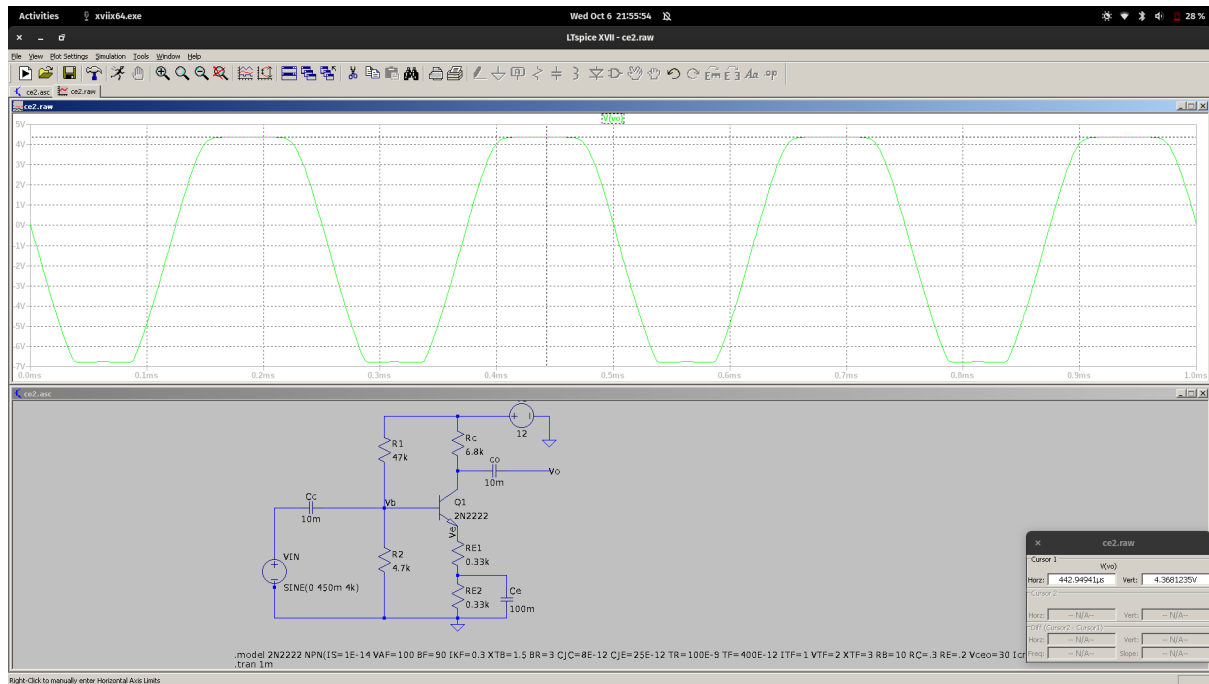 Activities xviix64.exe Wed Oct 6 21:55:54 28 %
LTspice XVII - ce2.raw
File View Plot Settings Simulation Tools Window Help
ce2.asc ce2.raw
ce2.raw
V(vo)
5V
4V
3V
2V
1V
0V
-1V
-2V
-3V
-4V
-5V
-6V
-7V
0.0ms 0.1ms 0.2ms 0.3ms 0.4ms 0.5ms 0.6ms 0.7ms 0.8ms 0.9ms 1.0ms
ce2.asc
12
R1
47k
Rc
6.8k
co
10m
Vo
Cc
10m
Vb
Q1
2N2222
Ve
VIN
SINE(0 450m 4k)
R2
4.7k
RE1
0.33k
RE2
0.33k
Ce
100m
.model 2N2222 NPN(IS=1E-14 VAF=100 BF=90 IKF=0.3 XTB=1.5 BR=3 CJC=8E-12 CJE=25E-12 TR=100E-9 TF=400E-12 ITF=1 VTF=2 XTF=3 RB=10 RC=.3 RE=.2 Vceo=30 Icr
.tran 1m
ce2.raw
Cursor 1
V(vo)
Horz: 442.94941µs Vert: 4.3681235V
Cursor 2
Horz: -- N/A-- Vert: -- N/A--
Diff (Cursor2 - Cursor1)
Horz: -- N/A-- Vert: -- N/A--
Freq: -- N/A-- Slope: -- N/A--
Right-Click to manually enter Horizontal Axis Limits